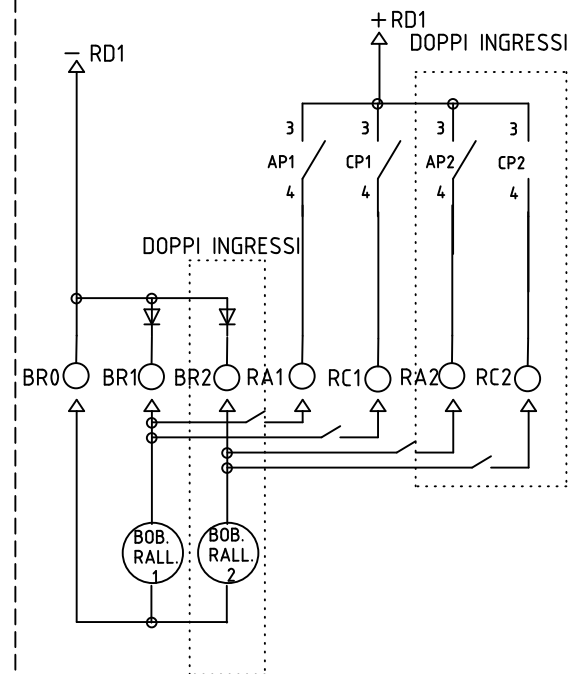 + RD1
DOPPI INGRESSI
− RD1
3 3 3 3
AP1 CP1 AP2 CP2
4 4 4 4
DOPPI INGRESSI
BR0 BR1 BR2 RA1 RC1 RA2 RC2
BOB. RALL. 1
BOB. RALL. 2